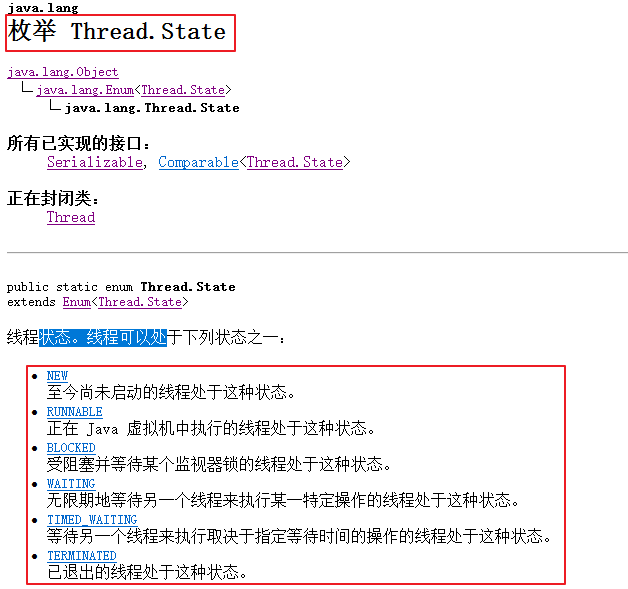 java.lang
枚举 Thread.State
java.lang.Object
java.lang.Enum<Thread.State>
java.lang.Thread.State
所有已实现的接口：
Serializable, Comparable<Thread.State>
正在封闭类：
Thread
public static enum Thread.State
extends Enum<Thread.State>
线程状态。线程可以处于下列状态之一：
• NEW
至今尚未启动的线程处于这种状态。
• RUNNABLE
正在 Java 虚拟机中执行的线程处于这种状态。
• BLOCKED
受阻塞并等待某个监视器锁的线程处于这种状态。
• WAITING
无限期地等待另一个线程来执行某一特定操作的线程处于这种状态。
• TIMED_WAITING
等待另一个线程来执行取决于指定等待时间的操作的线程处于这种状态。
• TERMINATED
已退出的线程处于这种状态。